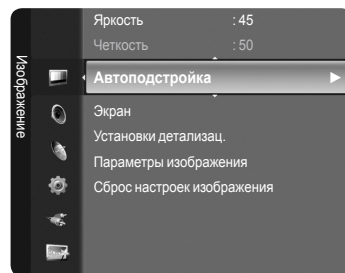 Изображение
Яркость : 45
Четкость : 50
Автоподстройка
Экран
Установки детализац.
Параметры изображения
Сброс настроек изображения